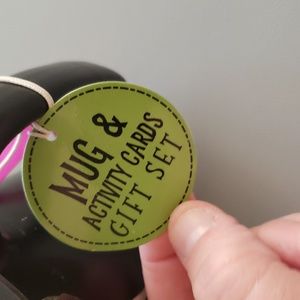 MUG &
ACTIVITY CARDS
GIFT SET